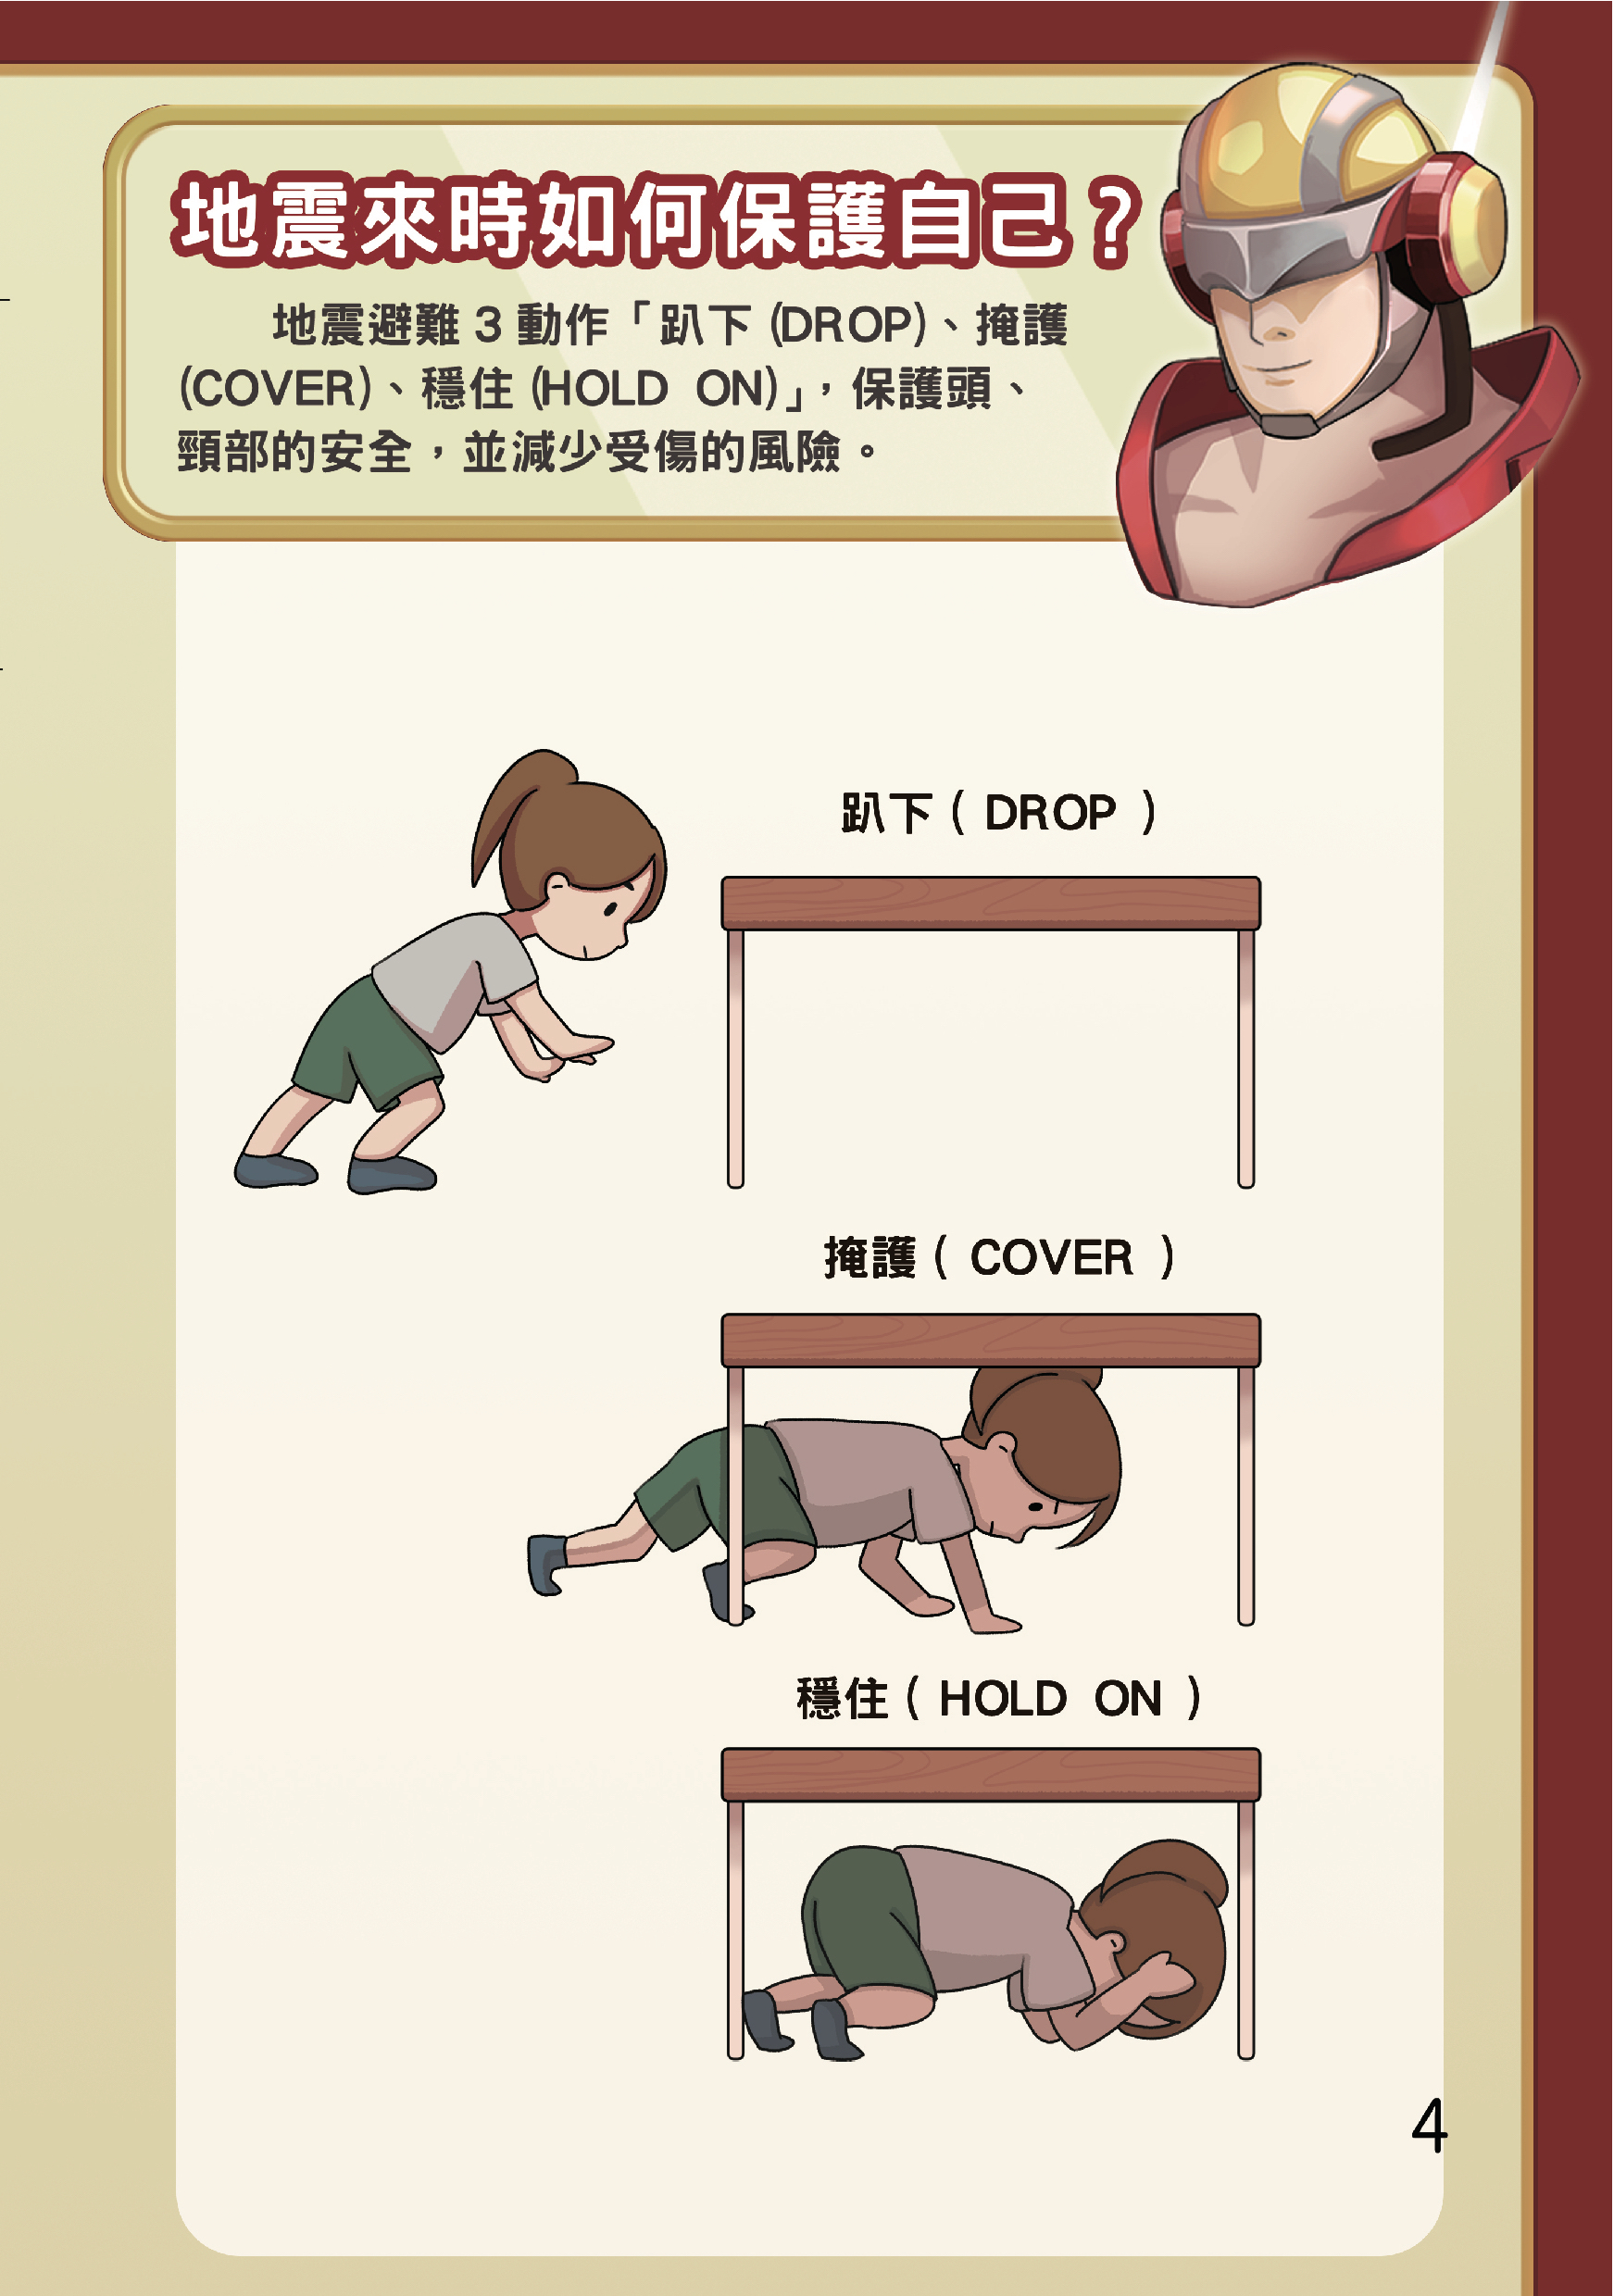 地震來時如何保護自己？
地震避難 3 動作「趴下 (DROP)、掩護
(COVER)、穩住 (HOLD ON)」，保護頭、
頸部的安全，並減少受傷的風險。
趴下 ( DROP )
掩護 ( COVER )
穩住 ( HOLD ON )
4